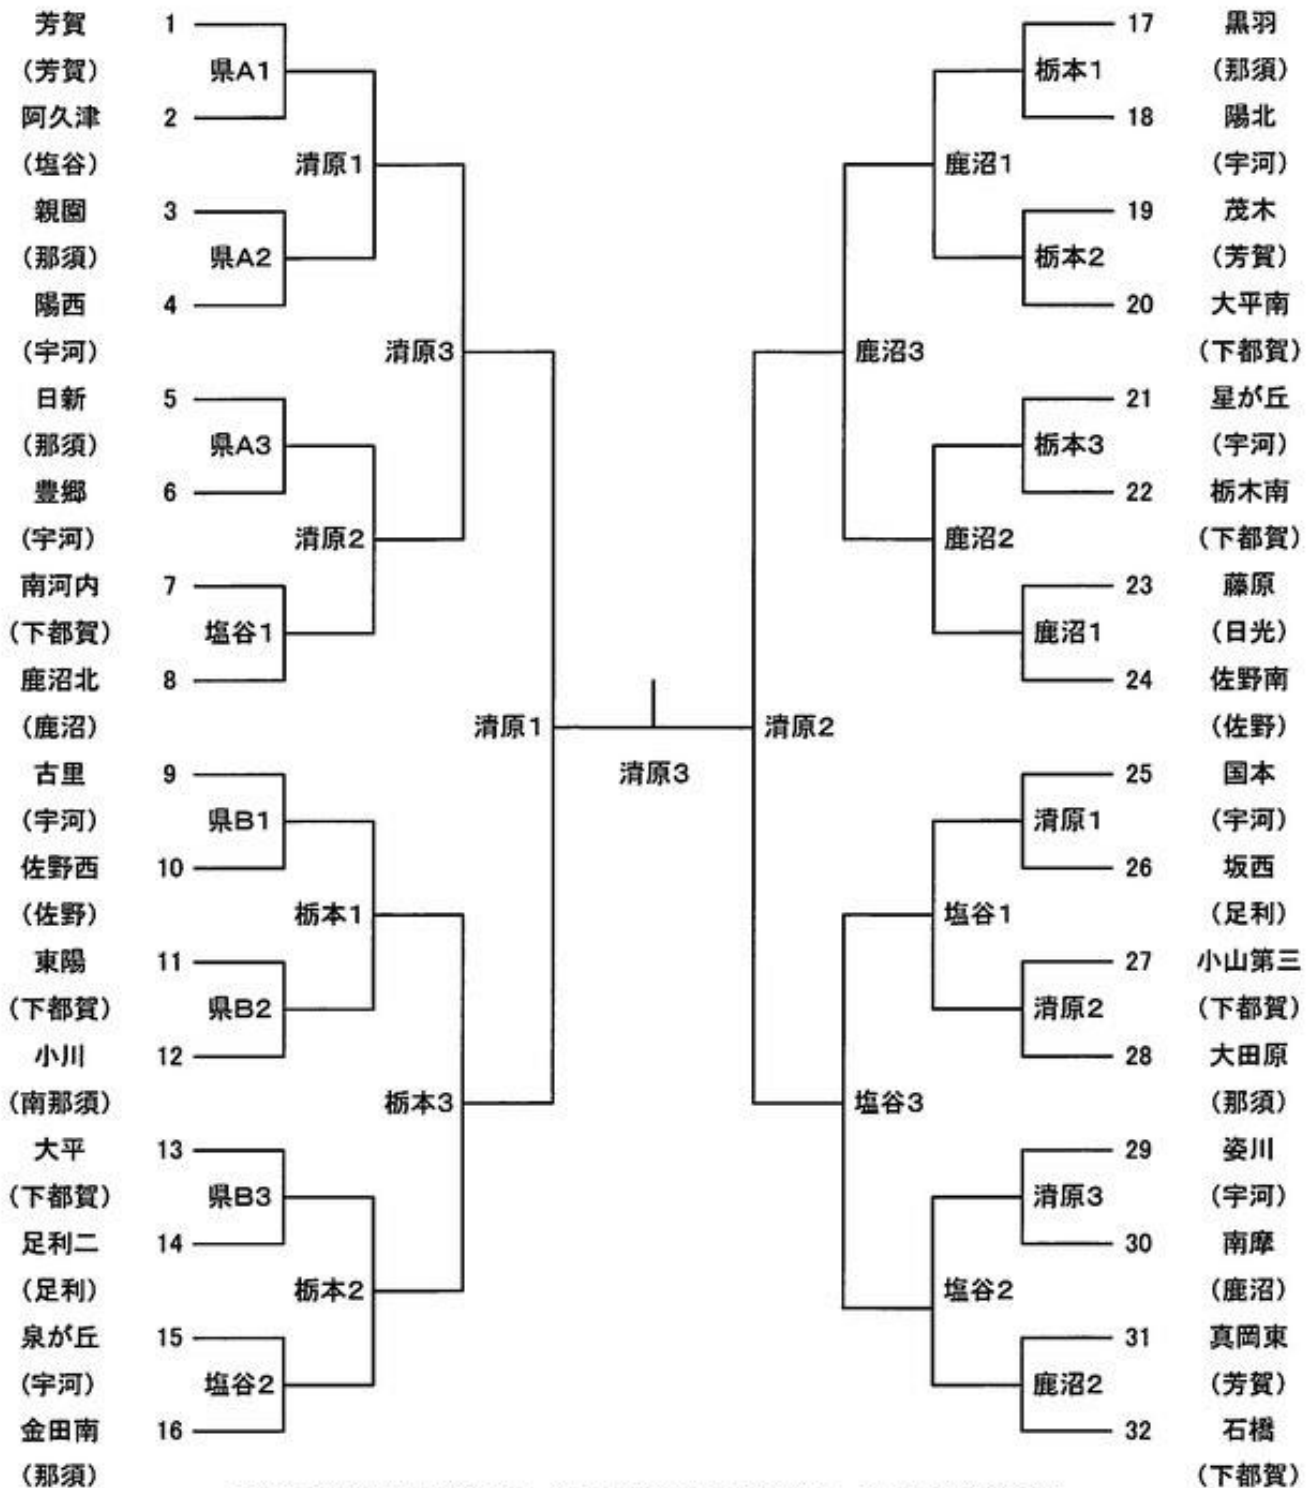 芳賀 1
(芳賀) 県A1
阿久津 2
(塩谷) 清原1
親園 3
(那須) 県A2
陽西 4
(宇河) 清原3
日新 5
(那須) 県A3
豊郷 6
(宇河) 清原2
南河内 7
(下都賀) 塩谷1
鹿沼北 8
(鹿沼) 清原1
古里 9
(宇河) 県B1
佐野西 10
(佐野) 栃本1
東陽 11
(下都賀) 県B2
小川 12
(南那須) 栃本3
大平 13
(下都賀) 県B3
足利二 14
(足利) 栃本2
泉が丘 15
(宇河) 塩谷2
金田南 16
(那須)
清原3
17 黒羽
栃本1 (那須)
18 陽北
鹿沼1 (宇河)
19 茂木
栃本2 (芳賀)
20 大平南
鹿沼3 (下都賀)
21 星が丘
栃本3 (宇河)
22 栃木南
鹿沼2 (下都賀)
23 藤原
鹿沼1 (日光)
24 佐野南
清原2 (佐野)
25 国本
清原1 (宇河)
26 坂西
塩谷1 (足利)
27 小山第三
清原2 (下都賀)
28 大田原
塩谷3 (那須)
29 姿川
清原3 (宇河)
30 南摩
塩谷2 (鹿沼)
31 真岡東
鹿沼2 (芳賀)
32 石橋
(下都賀)